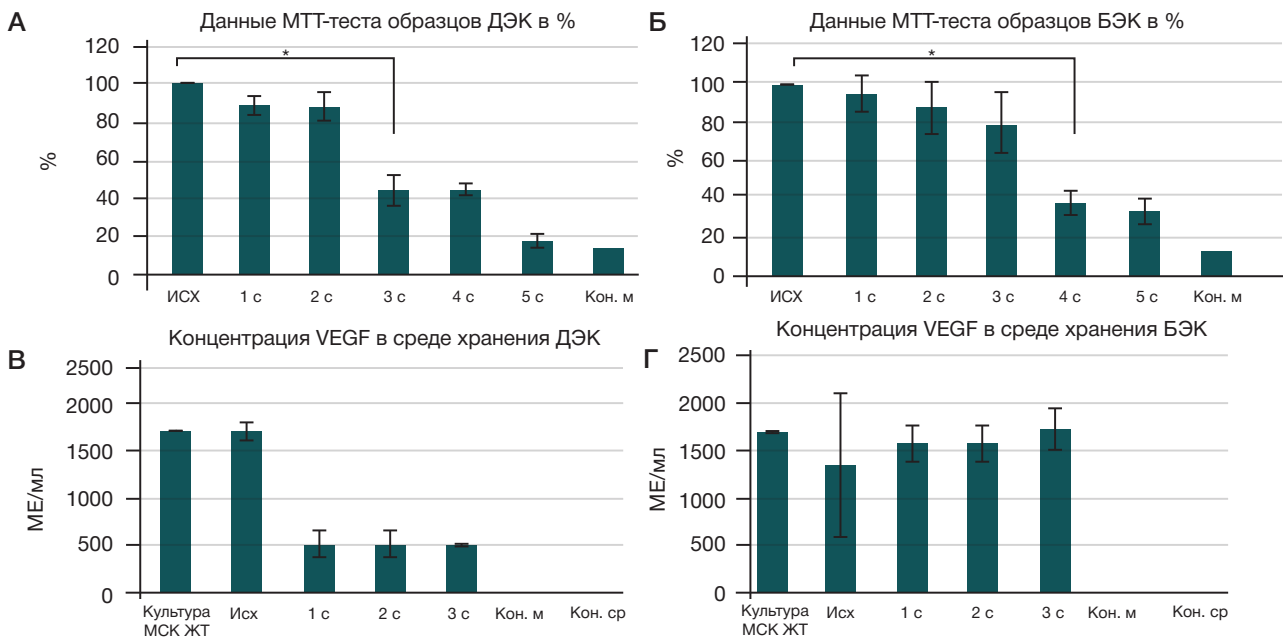 А
Данные МТТ-теста образцов ДЭК в %
120
100
80
60
40
20
0
%
*
ИСХ 1 с 2 с 3 с 4 с 5 с Кон. м
Б
Данные МТТ-теста образцов БЭК в %
120
100
80
60
40
20
0
%
*
ИСХ 1 с 2 с 3 с 4 с 5 с Кон. м
В
Концентрация VEGF в среде хранения ДЭК
2500
2000
1500
1000
500
0
МЕ/мл
Культура МСК ЖТ Исх 1 с 2 с 3 с Кон. м Кон. ср
Г
Концентрация VEGF в среде хранения БЭК
2500
2000
1500
1000
500
0
МЕ/мл
Культура МСК ЖТ Исх 1 с 2 с 3 с Кон. м Кон. ср